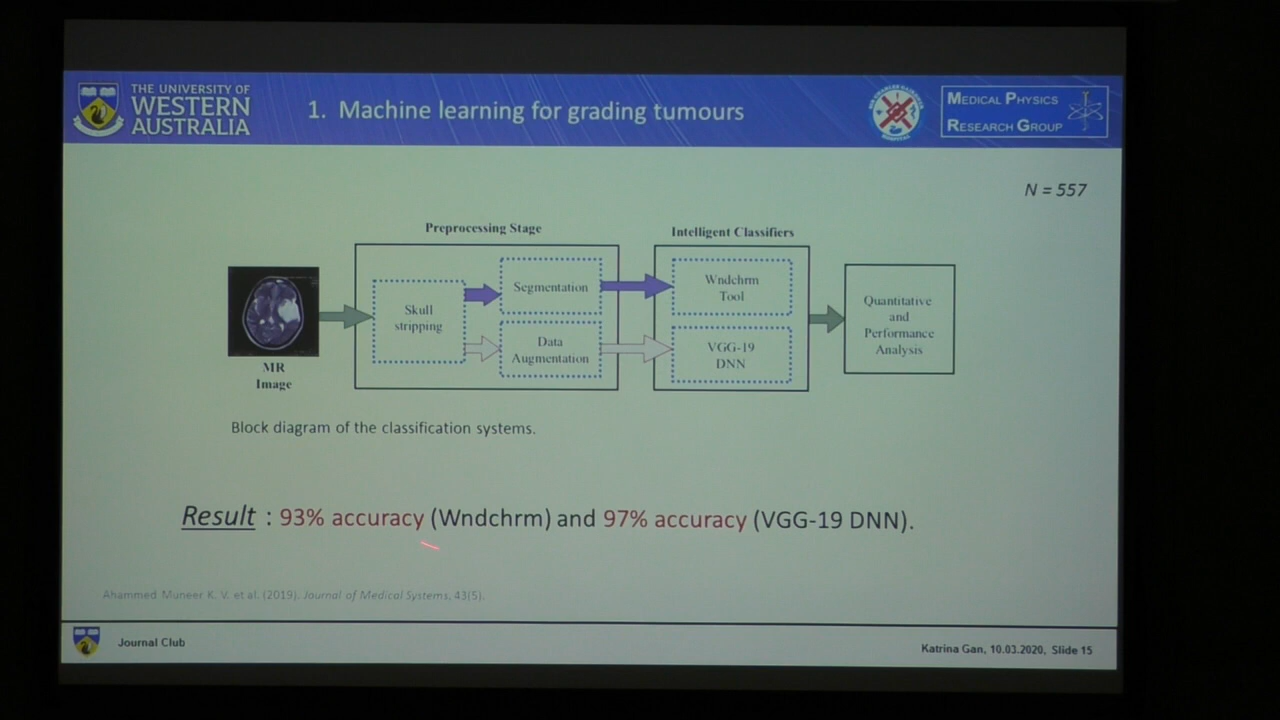 THE UNIVERSITY OF
WESTERN
AUSTRALIA
1. Machine learning for grading tumours
MEDICAL PHYSICS
RESEARCH GROUP
N = 557
Preprocessing Stage
Intelligent Classifiers
Skull
stripping
Segmentation
Data
Augmentation
Wndchrm
Tool
VGG-19
DNN
Quantitative
and
Performance
Analysis
MR
Image
Block diagram of the classification systems.
Result : 93% accuracy (Wndchrm) and 97% accuracy (VGG-19 DNN).
Ahammed Muneer K. V. et al. (2019). Journal of Medical Systems, 43(5).
Journal Club
Katrina Gan, 10.03.2020, Slide 15